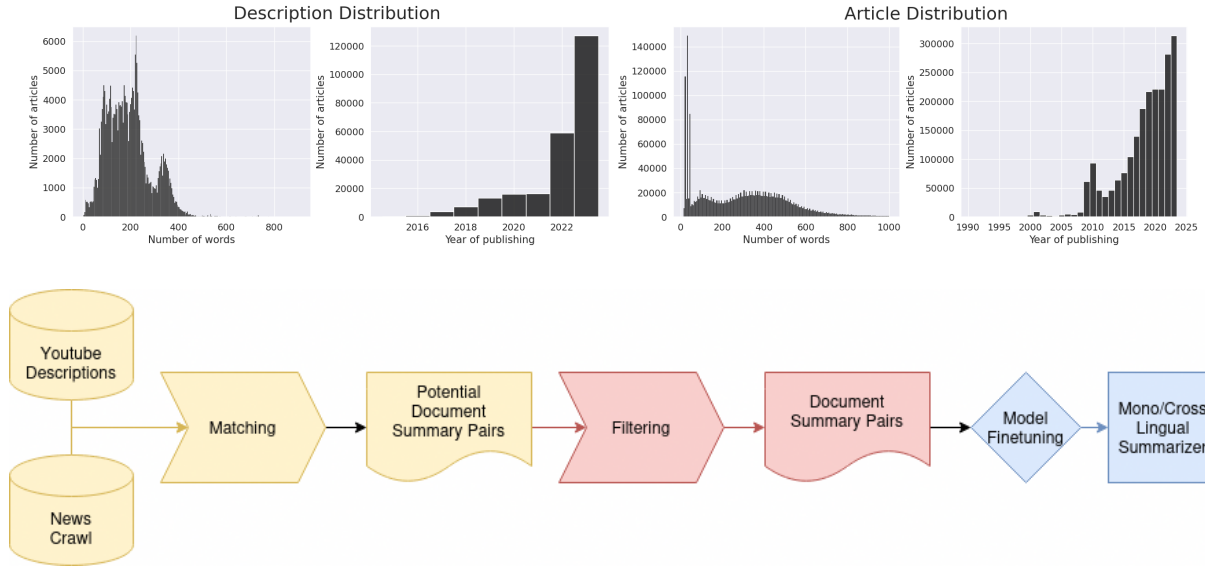 Description Distribution
Article Distribution
Number of articles
6000
5000
4000
3000
2000
1000
0
0
200
400
600
800
Number of words
Number of articles
120000
100000
80000
60000
40000
20000
0
2016
2018
2020
2022
Year of publishing
Number of articles
140000
120000
100000
80000
60000
40000
20000
0
0
200
400
600
800
1000
Number of words
Number of articles
300000
250000
200000
150000
100000
50000
0
1990
1995
2000
2005
2010
2015
2020
2025
Year of publishing
Youtube
Descriptions
News
Crawl
Matching
Potential
Document
Summary Pairs
Filtering
Document
Summary Pairs
Model
Finetuning
Mono/Cross
Lingual
Summarizer